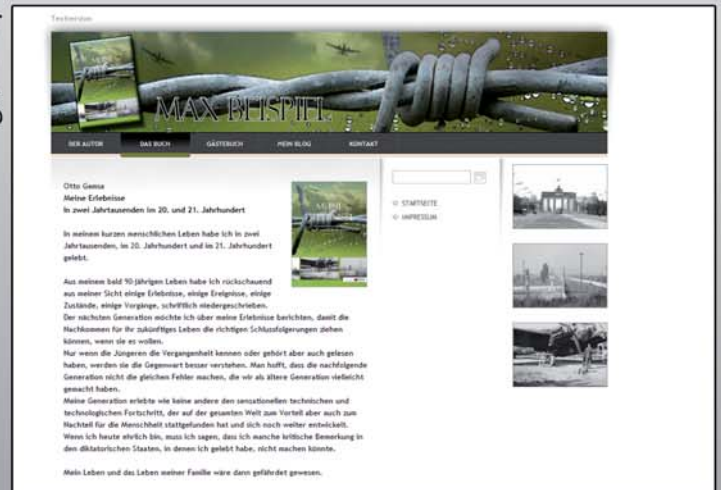 Textversion
MAX BEISPIEL
DER AUTOR DAS BUCH GÄSTEBUCH MEIN BLOG KONTAKT
Otto Gemse
Meine Erlebnisse
in zwei Jahrtausenden im 20. und 21. Jahrhundert
In meinem kurzen menschlichen Leben habe ich in zwei
Jahrtausenden, im 20. Jahrhundert und im 21. Jahrhundert
gelebt.
Aus meinem bald 90-jährigen Leben habe ich rückschauend
aus meiner Sicht einige Erlebnisse, einige Ereignisse, einige
Zustände, einige Vorgänge, schriftlich niedergeschrieben.
Der nächsten Generation möchte ich über meine Erlebnisse berichten, damit die
Nachkommen für ihr zukünftiges Leben die richtigen Schlussfolgerungen ziehen
können, wenn sie es wollen.
Nur wenn die Jüngeren die Vergangenheit kennen oder gehört aber auch gelesen
haben, werden sie die Gegenwart besser verstehen. Man hofft, dass die nachfolgende
Generation nicht die gleichen Fehler machen, die wir als ältere Generation vielleicht
gemacht haben.
Meine Generation erlebte wie keine andere den sensationellen technischen und
technologischen Fortschritt, der auf der gesamten Welt zum Vorteil aber auch zum
Nachteil für die Menschheit stattgefunden hat und sich noch weiter entwickelt.
Wenn ich heute ehrlich bin, muss ich sagen, dass ich manche kritische Bemerkung in
den diktatorischen Staaten, in denen ich gelebt habe, nicht machen könnte.
Mein Leben und das Leben meiner Familie wäre dann gefährdet gewesen.
STARTSEITE
IMPRESSUM